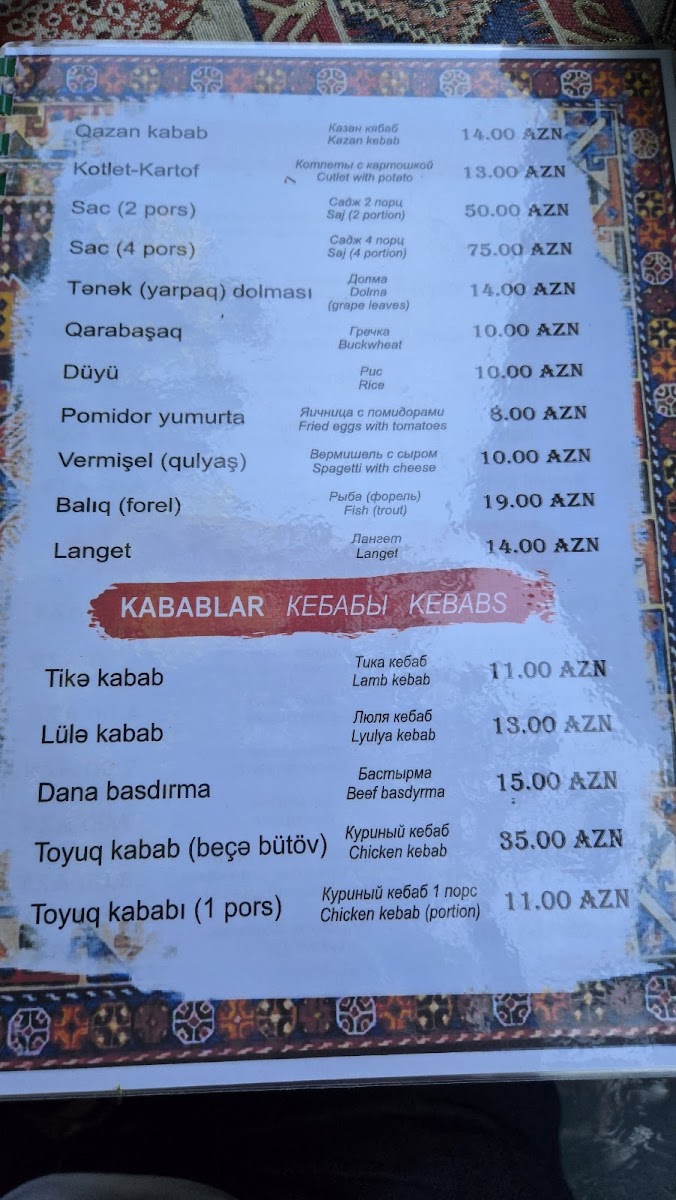 Qazan kabab Казан кябаб 14.00 AZN
Kazan kebab
Kotlet-Kartof Котлеты с картошкой 13.00 AZN
Cutlet with potato
Sac (2 pors) Садж 2 порц 50.00 AZN
Saj (2 portion)
Sac (4 pors) Садж 4 порц 75.00 AZN
Saj (4 portion)
Tənək (yarpaq) dolması Долма 14.00 AZN
Dolma
(grape leaves)
Qarabaşaq Гречка 10.00 AZN
Buckwheat
Düyü Рис 10.00 AZN
Rice
Pomidor yumurta Яичница с помидорами 8.00 AZN
Fried eggs with tomatoes
Vermişel (qulyaş) Вермишель с сыром 10.00 AZN
Spagetti with cheese
Balıq (forel) Рыба (форель) 19.00 AZN
Fish (trout)
Langet Лангет 14.00 AZN
Langet
KABABLAR КЕБАБЫ KEBABS
Tikə kabab Тика кебаб 11.00 AZN
Lamb kebab
Lülə kabab Люля кебаб 13.00 AZN
Lyulya kebab
Dana basdırma Бастырма 15.00 AZN
Beef basdyrma
Toyuq kabab (beçə bütöv) Куриный кебаб 35.00 AZN
Chicken kebab
Toyuq kababı (1 pors) Куриный кебаб 1 порс 11.00 AZN
Chicken kebab (portion)